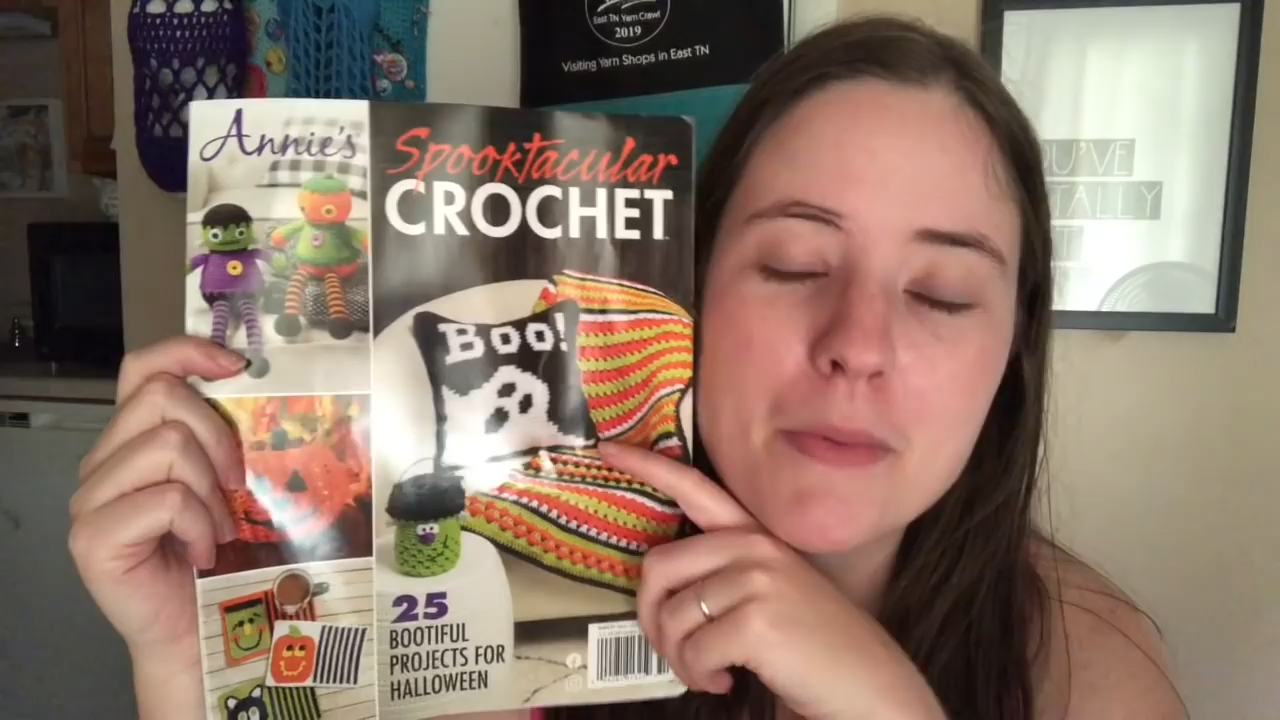 East TN Yarn Crawl
2019
Visiting Yarn Shops in East TN
Annie's
Spooktacular
CROCHET
Boo!
25
BOOTIFUL
PROJECTS FOR
HALLOWEEN